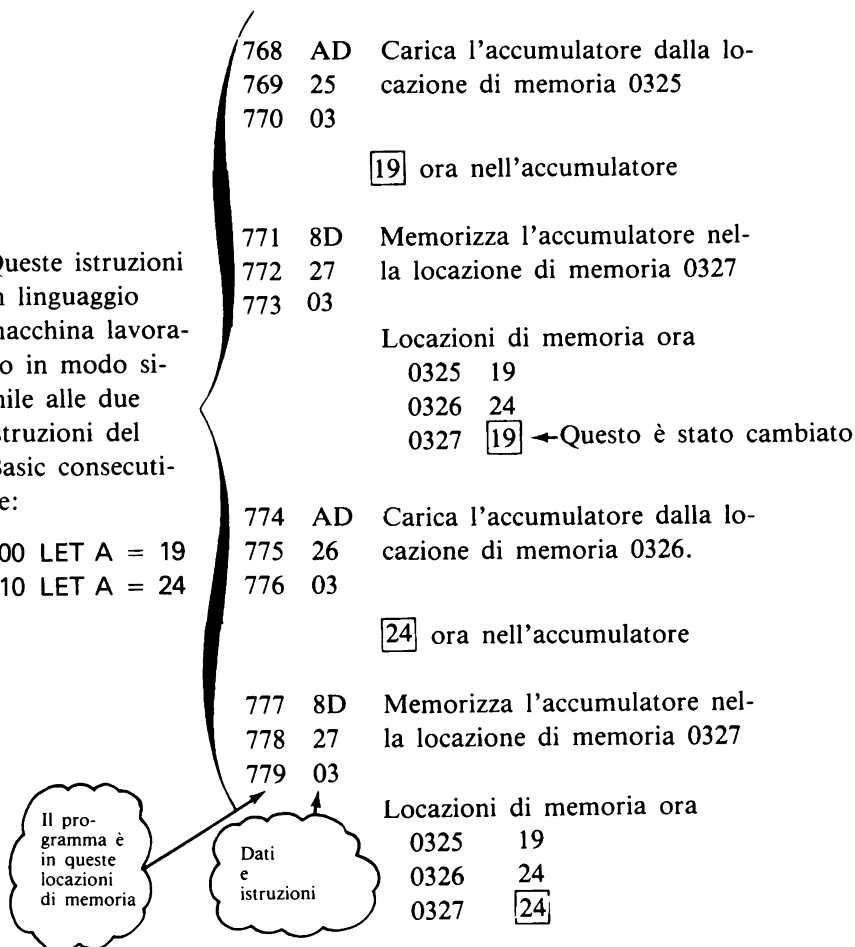 768 AD Carica l'accumulatore dalla lo-
769 25 cazione di memoria 0325
770 03
19 ora nell'accumulatore
771 8D Memorizza l'accumulatore nel-
772 27 la locazione di memoria 0327
773 03
Locazioni di memoria ora
0325 19
0326 24
0327 19 ←Questo è stato cambiato
774 AD Carica l'accumulatore dalla lo-
775 26 cazione di memoria 0326.
776 03
24 ora nell'accumulatore
777 8D Memorizza l'accumulatore nel-
778 27 la locazione di memoria 0327
779 03
Locazioni di memoria ora
0325 19
0326 24
0327 24
Queste istruzioni
n linguaggio
nacchina lavora-
o in modo si-
nile alle due
struzioni del
Basic consecuti-
e:
00 LET A = 19
10 LET A = 24
Il pro-
gramma è
in queste
locazioni
di memoria
Dati
e
istruzioni